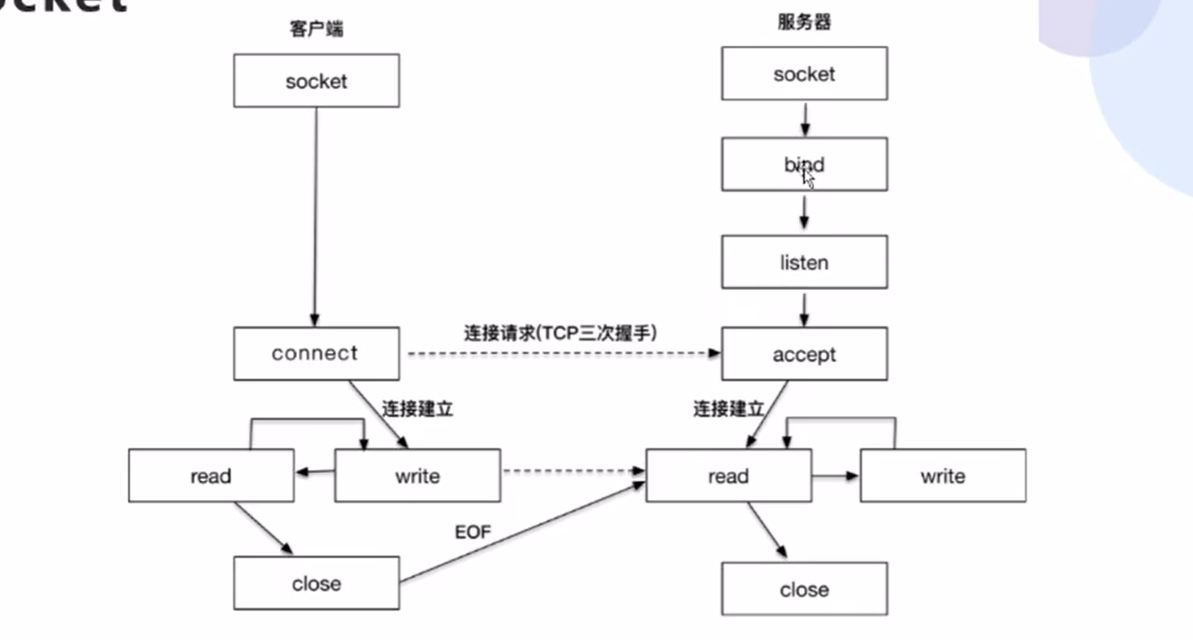 客户端
服务器
socket
socket
bind
listen
connect
连接请求(TCP三次握手)
accept
连接建立
连接建立
read
write
read
write
EOF
close
close